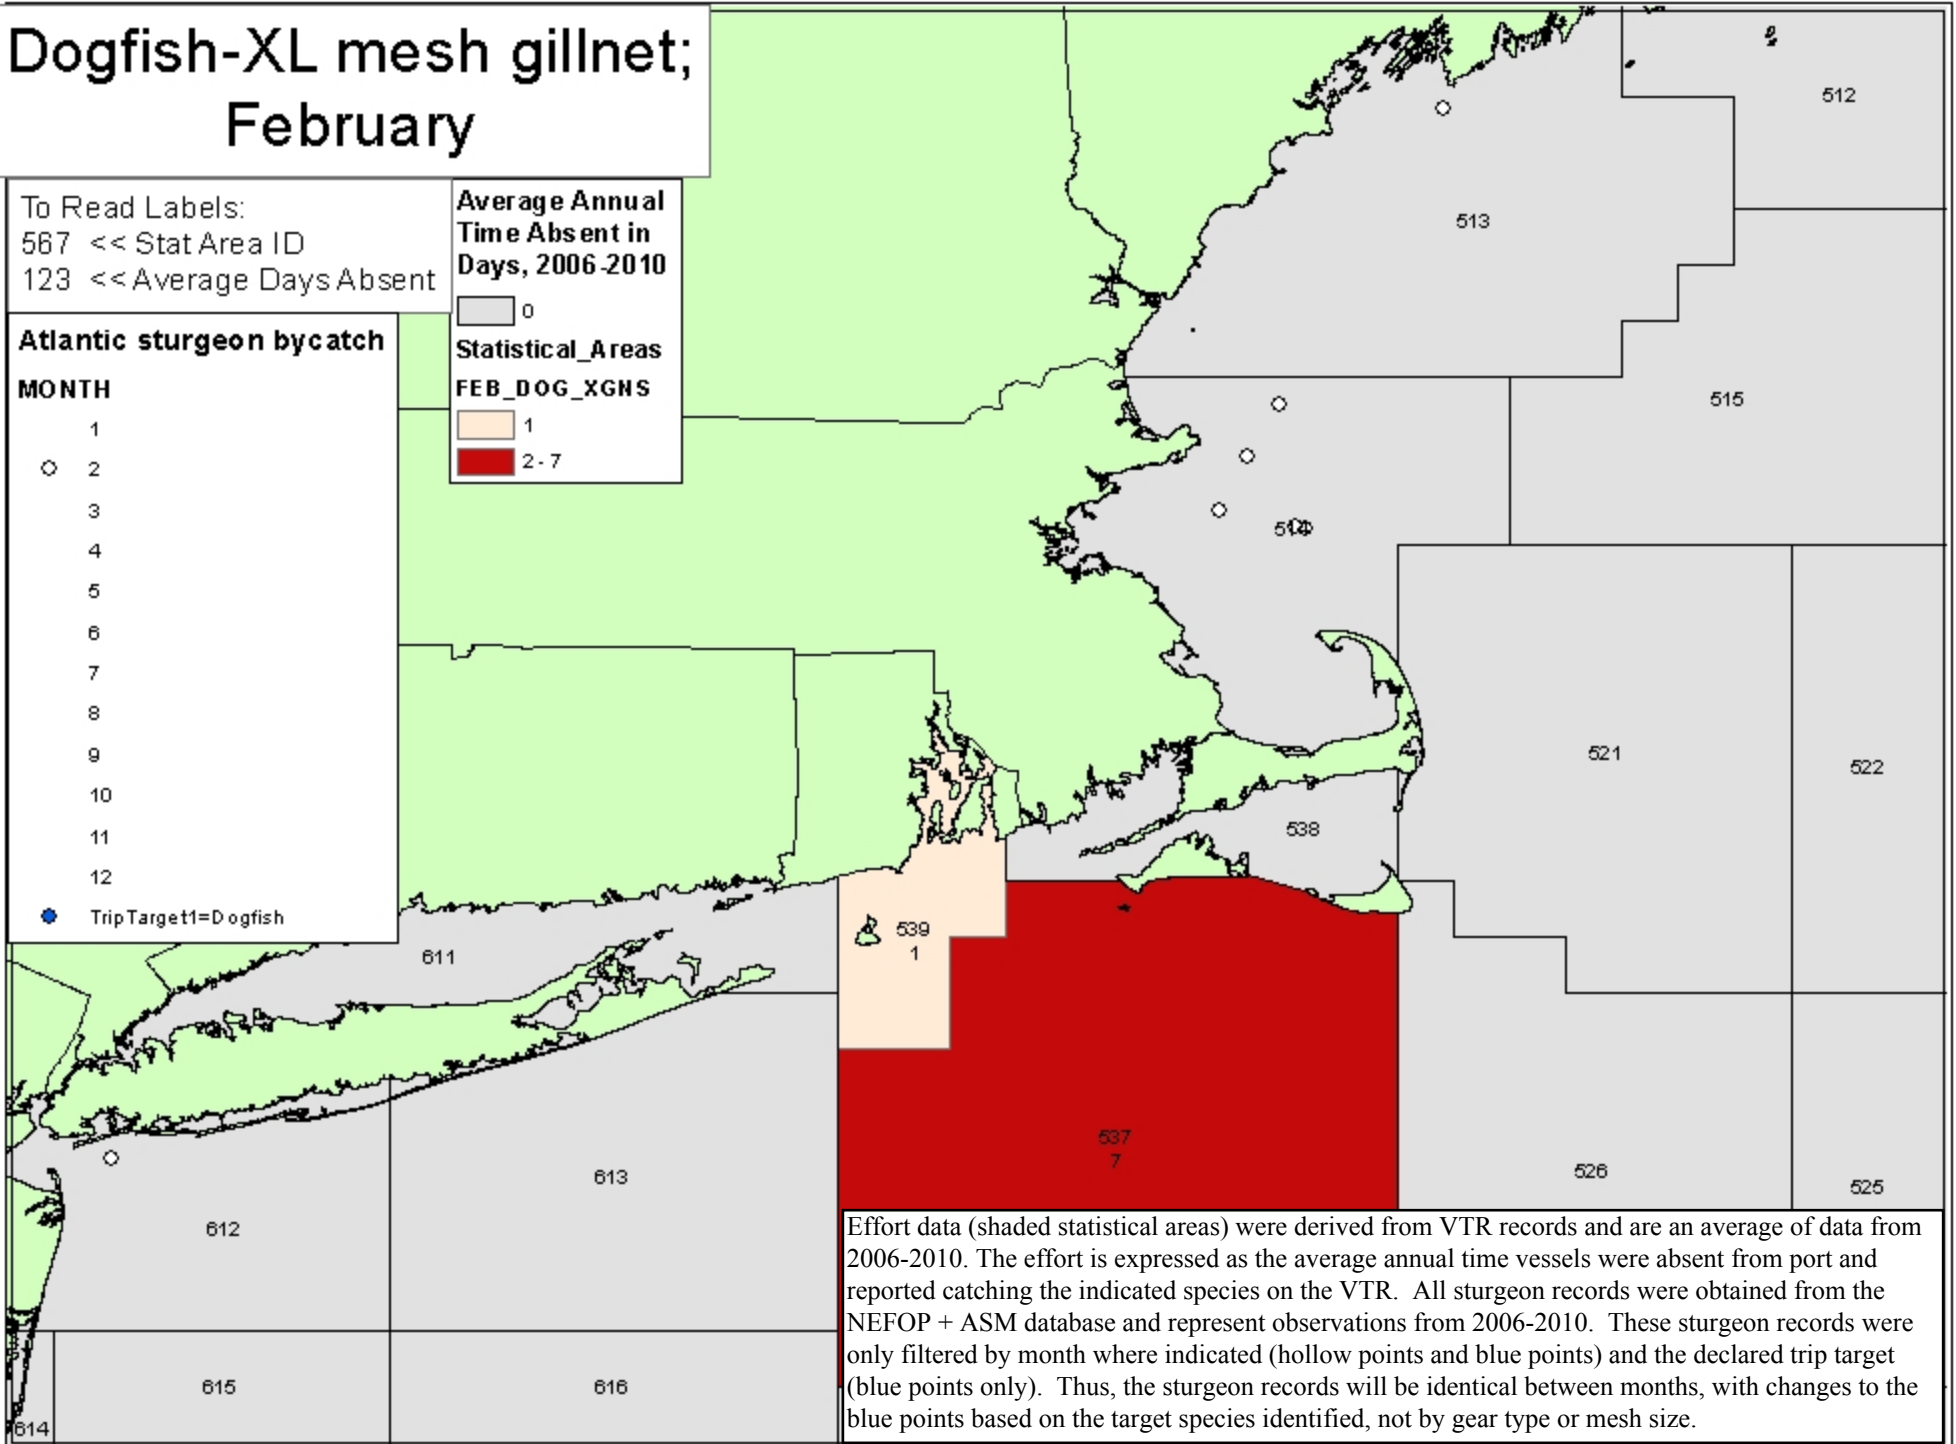 Dogfish-XL mesh gillnet;
February
To Read Labels:
567 << Stat Area ID
123 << Average Days Absent
Average Annual
Time Absent in
Days, 2006-2010
0
Statistical_Areas
FEB_DOG_XGNS
1
2 - 7
Atlantic sturgeon bycatch
MONTH
1
2
3
4
5
6
7
8
9
10
11
12
TripTarget1=Dogfish
512
513
515
514
521
522
538
539
1
611
537
7
613
526
525
612
615
616
614
Effort data (shaded statistical areas) were derived from VTR records and are an average of data from
2006-2010. The effort is expressed as the average annual time vessels were absent from port and
reported catching the indicated species on the VTR.  All sturgeon records were obtained from the
NEFOP + ASM database and represent observations from 2006-2010.  These sturgeon records were
only filtered by month where indicated (hollow points and blue points) and the declared trip target
(blue points only).  Thus, the sturgeon records will be identical between months, with changes to the
blue points based on the target species identified, not by gear type or mesh size.